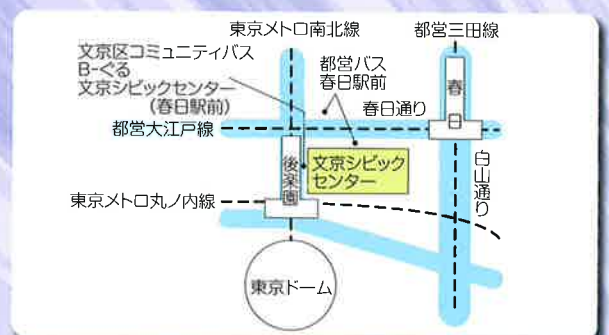 東京メトロ南北線
都営三田線
文京区コミュニティバス
B-ぐる
文京シビックセンター
(春日駅前)
都営バス
春日駅前
春日通り
春日
都営大江戸線
後楽園
文京シビック
センター
白山通り
東京メトロ丸ノ内線
東京ドーム